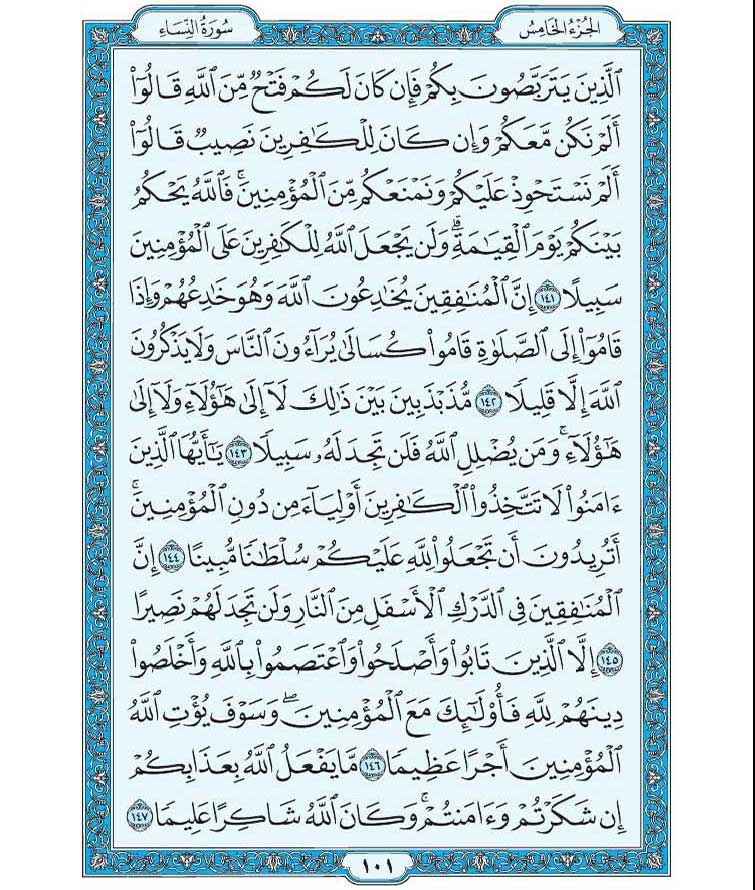 الجُزْءُ الخَامِسُ
سُورَةُ النِّسَاءِ
ٱلَّذِينَ يَتَرَبَّصُونَ بِكُمْ فَإِن كَانَ لَكُمْ فَتْحٌ مِّنَ ٱللَّهِ قَالُوٓا۟
أَلَمْ نَكُن مَّعَكُمْ وَإِن كَانَ لِلْكَٰفِرِينَ نَصِيبٌ قَالُوٓا۟
أَلَمْ نَسْتَحْوِذْ عَلَيْكُمْ وَنَمْنَعْكُم مِّنَ ٱلْمُؤْمِنِينَ ۚ فَٱللَّهُ يَحْكُمُ
بَيْنَكُمْ يَوْمَ ٱلْقِيَٰمَةِ ۗ وَلَن يَجْعَلَ ٱللَّهُ لِلْكَٰفِرِينَ عَلَى ٱلْمُؤْمِنِينَ
سَبِيلًا ١٤١ إِنَّ ٱلْمُنَٰفِقِينَ يُخَٰدِعُونَ ٱللَّهَ وَهُوَ خَٰدِعُهُمْ وَإِذَا
قَامُوٓا۟ إِلَى ٱلصَّلَوٰةِ قَامُوا۟ كُسَالَىٰ يُرَآءُونَ ٱلنَّاسَ وَلَا يَذْكُرُونَ
ٱللَّهَ إِلَّا قَلِيلًا ١٤٢ مُّذَبْذَبِينَ بَيْنَ ذَٰلِكَ لَآ إِلَىٰ هَٰٓؤُلَآءِ وَلَآ إِلَىٰ
هَٰٓؤُلَآءِ ۚ وَمَن يُضْلِلِ ٱللَّهُ فَلَن تَجِدَ لَهُۥ سَبِيلًا ١٤٣ يَٰٓأَيُّهَا ٱلَّذِينَ
ءَامَنُوا۟ لَا تَتَّخِذُوا۟ ٱلْكَٰفِرِينَ أَوْلِيَآءَ مِن دُونِ ٱلْمُؤْمِنِينَ ۚ
أَتُرِيدُونَ أَن تَجْعَلُوا۟ لِلَّهِ عَلَيْكُمْ سُلْطَٰنًا مُّبِينًا ١٤٤ إِنَّ
ٱلْمُنَٰفِقِينَ فِى ٱلدَّرْكِ ٱلْأَسْفَلِ مِنَ ٱلنَّارِ وَلَن تَجِدَ لَهُمْ نَصِيرًا
١٤٥ إِلَّا ٱلَّذِينَ تَابُوا۟ وَأَصْلَحُوا۟ وَٱعْتَصَمُوا۟ بِٱللَّهِ وَأَخْلَصُوا۟
دِينَهُمْ لِلَّهِ فَأُو۟لَٰٓئِكَ مَعَ ٱلْمُؤْمِنِينَ ۖ وَسَوْفَ يُؤْتِ ٱللَّهُ
ٱلْمُؤْمِنِينَ أَجْرًا عَظِيمًا ١٤٦ مَّا يَفْعَلُ ٱللَّهُ بِعَذَابِكُمْ
إِن شَكَرْتُمْ وَءَامَنتُمْ ۚ وَكَانَ ٱللَّهُ شَاكِرًا عَلِيمًا ١٤٧
١٠١